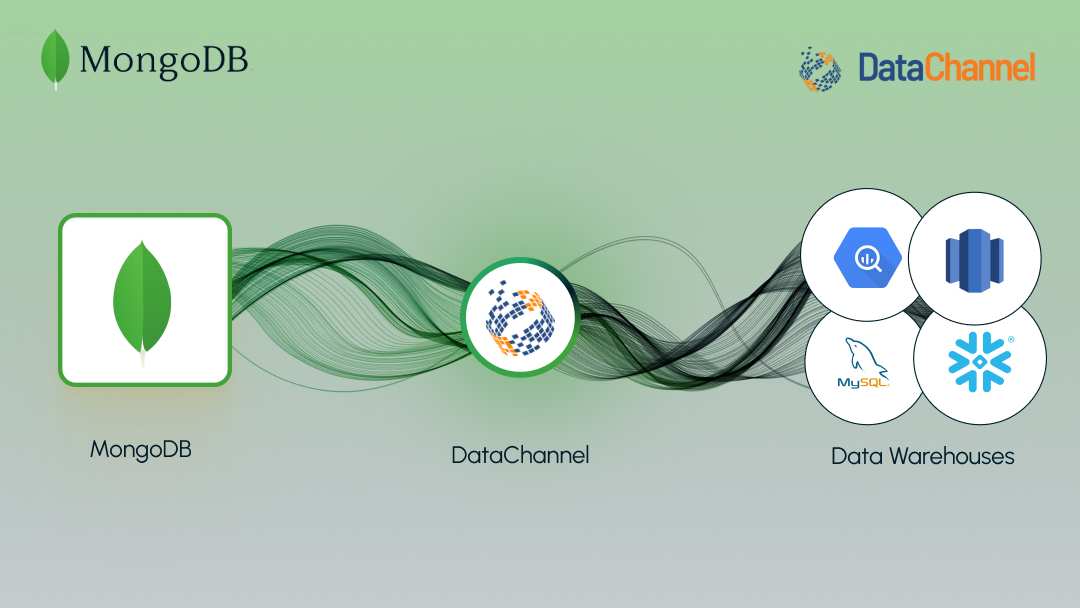 MongoDB
DataChannel
MySQL
®
MongoDB
DataChannel
Data Warehouses